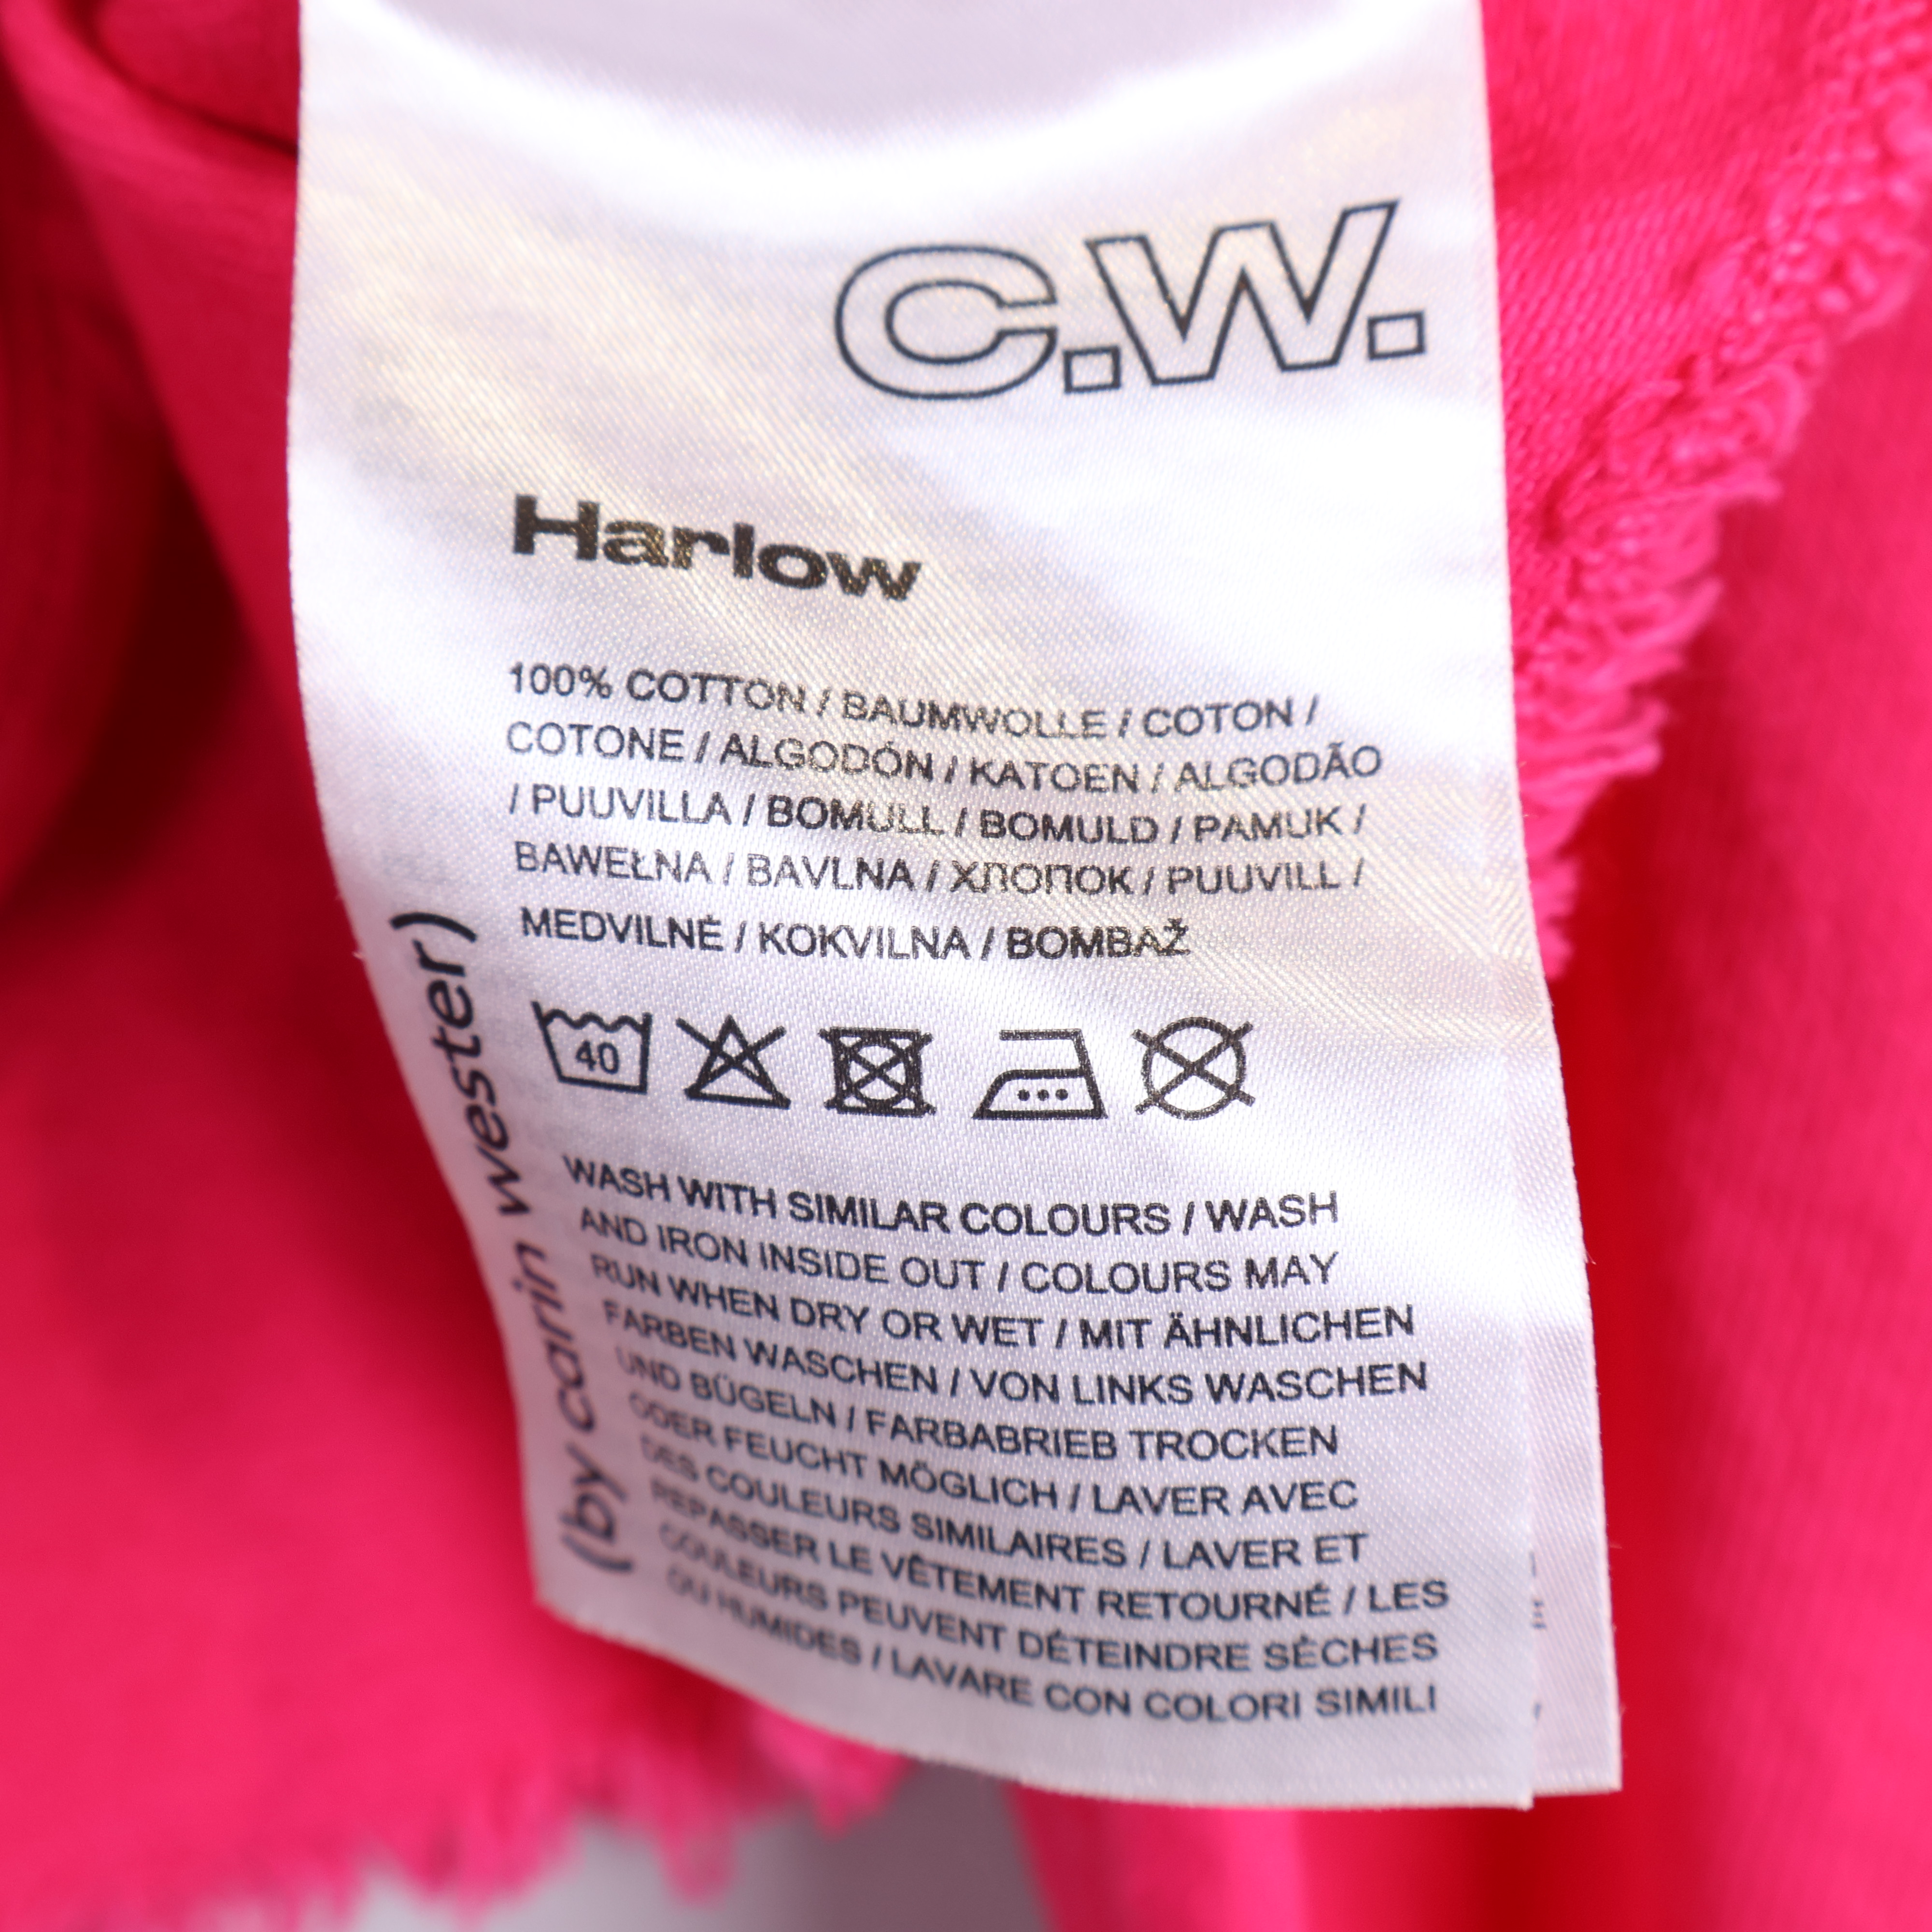 C.W.
Harlow
100% COTTON / BAUMWOLLE / COTON /
COTONE / ALGODÓN / KATOEN / ALGODÃO
/ PUUVILLA / BOMULL / BOMULD / PAMUK /
BAWEŁNA / BAVLNA / ХЛОПОК / PUUVILL /
MEDVILNÉ / KOKVILNA / BOMBAŽ
40
WASH WITH SIMILAR COLOURS / WASH
AND IRON INSIDE OUT / COLOURS MAY
RUN WHEN DRY OR WET / MIT ÄHNLICHEN
FARBEN WASCHEN / VON LINKS WASCHEN
UND BÜGELN / FARBABRIEB TROCKEN
ODER FEUCHT MÖGLICH / LAVER AVEC
DES COULEURS SIMILAIRES / LAVER ET
REPASSER LE VÊTEMENT RETOURNÉ / LES
COULEURS PEUVENT DÉTEINDRE SÈCHES
OU HUMIDES / LAVARE CON COLORI SIMILI
(by carin wester)